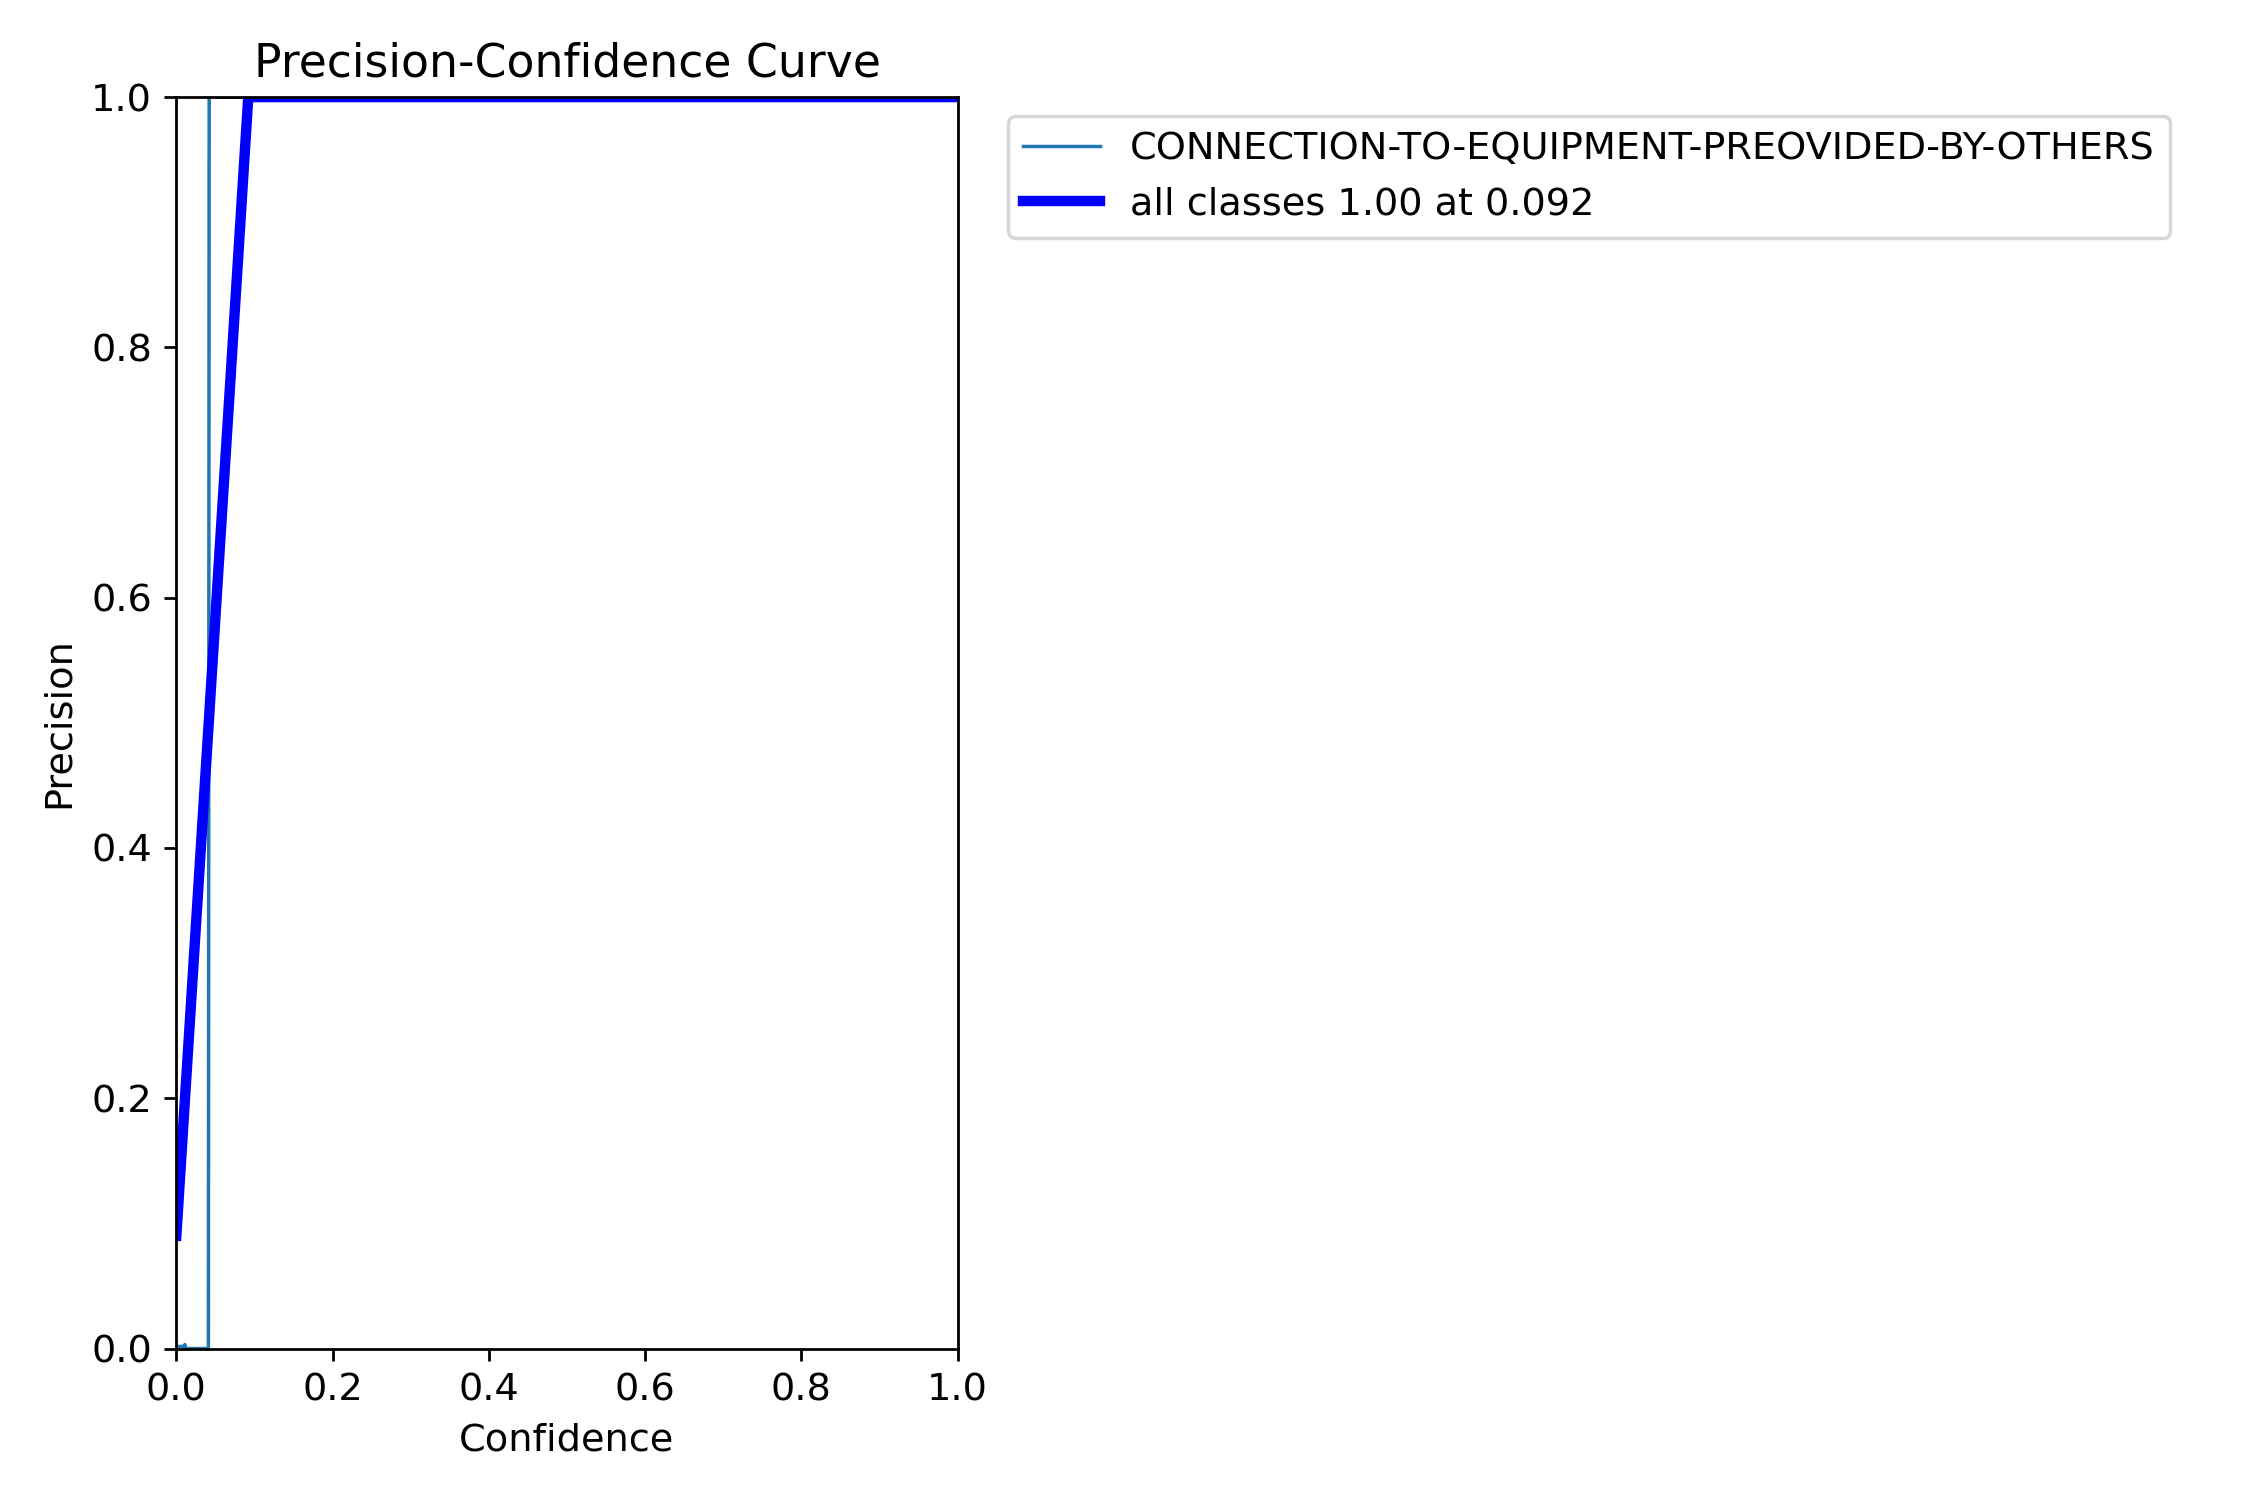 Precision-Confidence Curve
1.0
0.8
0.6
0.4
0.2
0.0
Precision
0.0 0.2 0.4 0.6 0.8 1.0
Confidence
CONNECTION-TO-EQUIPMENT-PREOVIDED-BY-OTHERS
all classes 1.00 at 0.092